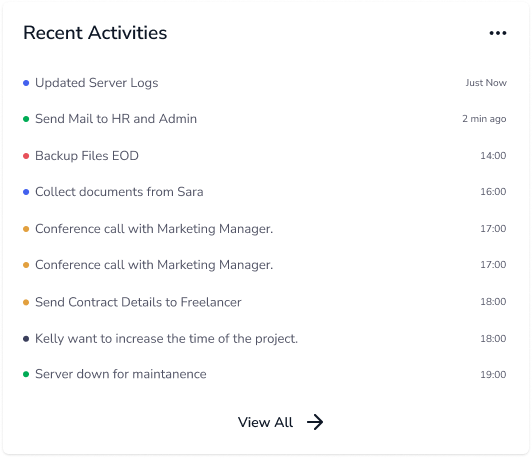 Recent Activities
Updated Server Logs Just Now
Send Mail to HR and Admin 2 min ago
Backup Files EOD 14:00
Collect documents from Sara 16:00
Conference call with Marketing Manager. 17:00
Conference call with Marketing Manager. 17:00
Send Contract Details to Freelancer 18:00
Kelly want to increase the time of the project. 18:00
Server down for maintanence 19:00
View All